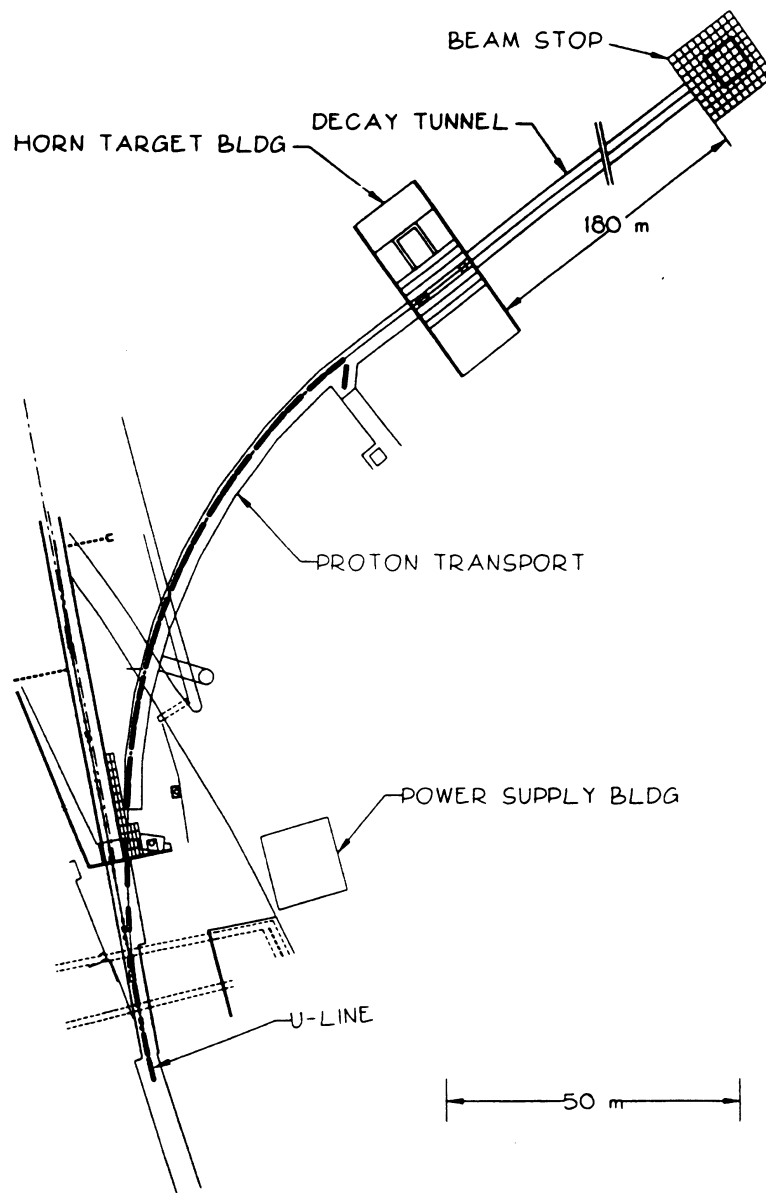 BEAM STOP
DECAY TUNNEL
HORN TARGET BLDG
180 m
C
PROTON TRANSPORT
POWER SUPPLY BLDG
U-LINE
50 m